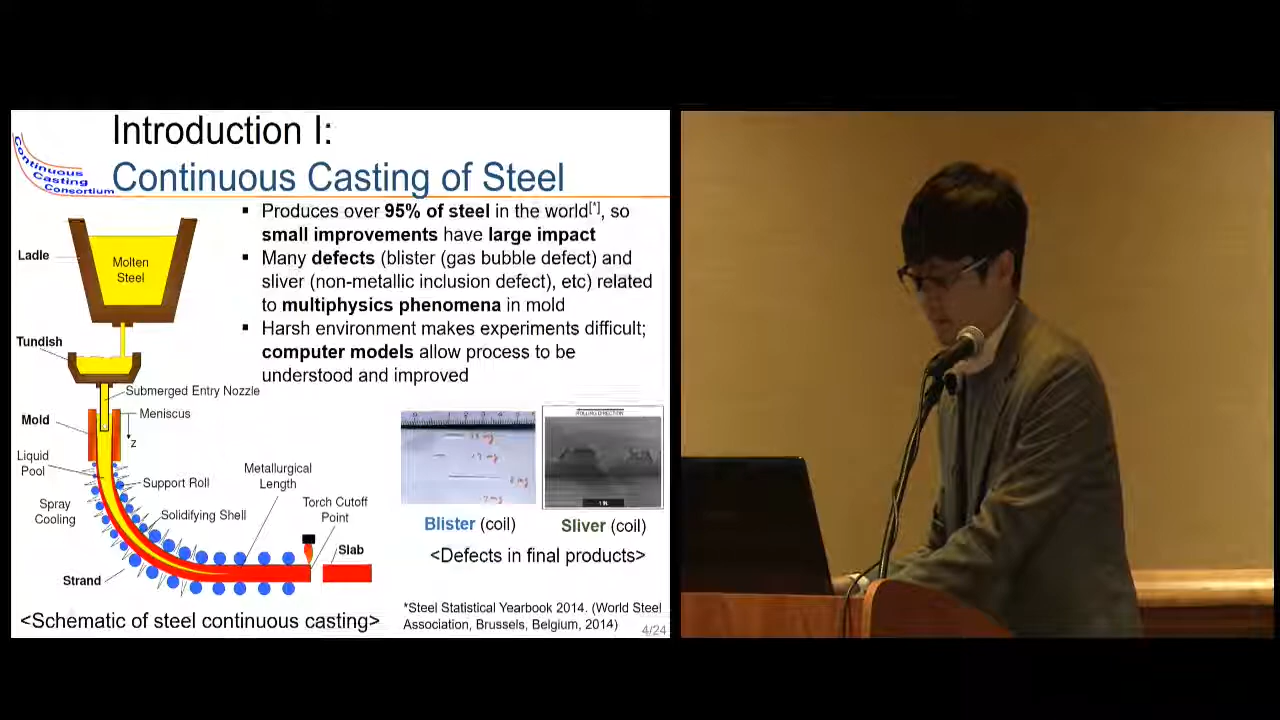 Introduction I:
Continuous Casting of Steel
Continuous
Casting
Consortium
▪ Produces over 95% of steel in the world[*], so
small improvements have large impact
▪ Many defects (blister (gas bubble defect) and
sliver (non-metallic inclusion defect), etc) related
to multiphysics phenomena in mold
▪ Harsh environment makes experiments difficult;
computer models allow process to be
understood and improved
Ladle
Molten
Steel
Tundish
Submerged Entry Nozzle
Meniscus
Mold
z
Liquid
Pool
Metallurgical
Length
Support Roll
Torch Cutoff
Point
Spray
Cooling
Solidifying Shell
Slab
Strand
<Schematic of steel continuous casting>
ROLLING DIRECTION
Blister (coil)
Sliver (coil)
<Defects in final products>
*Steel Statistical Yearbook 2014. (World Steel
Association, Brussels, Belgium, 2014)
4/24